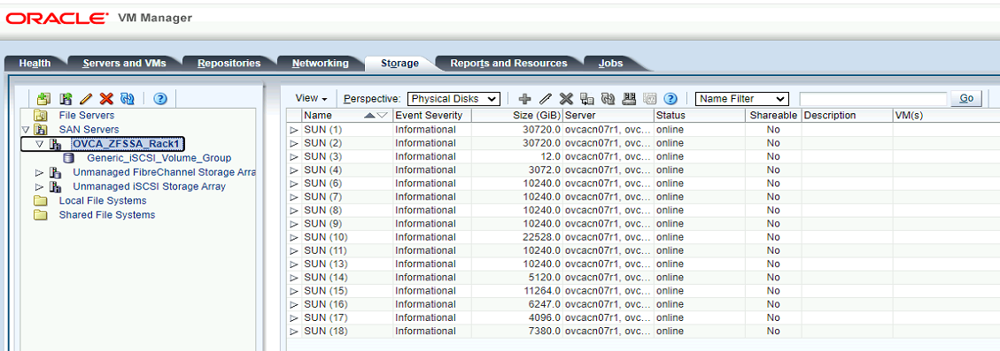 ORACLE® VM Manager
Health Servers and VMs Repositories Networking Storage Reports and Resources Jobs
View Perspective: Physical Disks Name Filter Go
File Servers
SAN Servers
OVCA_ZFSSA_Rack1
Generic_iSCSI_Volume_Group
Unmanaged FibreChannel Storage Arra
Unmanaged iSCSI Storage Array
Local File Systems
Shared File Systems
Name Event Severity Size (GiB) Server Status Shareable Description VM(s)
SUN (1) Informational 30720.0 ovcacn07r1, ovc... online No
SUN (2) Informational 30720.0 ovcacn07r1, ovc... online No
SUN (3) Informational 12.0 ovcacn07r1, ovc... online No
SUN (4) Informational 3072.0 ovcacn07r1, ovc... online No
SUN (6) Informational 10240.0 ovcacn07r1, ovc... online No
SUN (7) Informational 10240.0 ovcacn07r1, ovc... online No
SUN (8) Informational 10240.0 ovcacn07r1, ovc... online No
SUN (9) Informational 10240.0 ovcacn07r1, ovc... online No
SUN (10) Informational 22528.0 ovcacn07r1, ovc... online No
SUN (11) Informational 10240.0 ovcacn07r1, ovc... online No
SUN (13) Informational 10240.0 ovcacn07r1, ovc... online No
SUN (14) Informational 5120.0 ovcacn07r1, ovc... online No
SUN (15) Informational 11264.0 ovcacn07r1, ovc... online No
SUN (16) Informational 6247.0 ovcacn07r1, ovc... online No
SUN (17) Informational 4096.0 ovcacn07r1, ovc... online No
SUN (18) Informational 7380.0 ovcacn07r1, ovc... online No